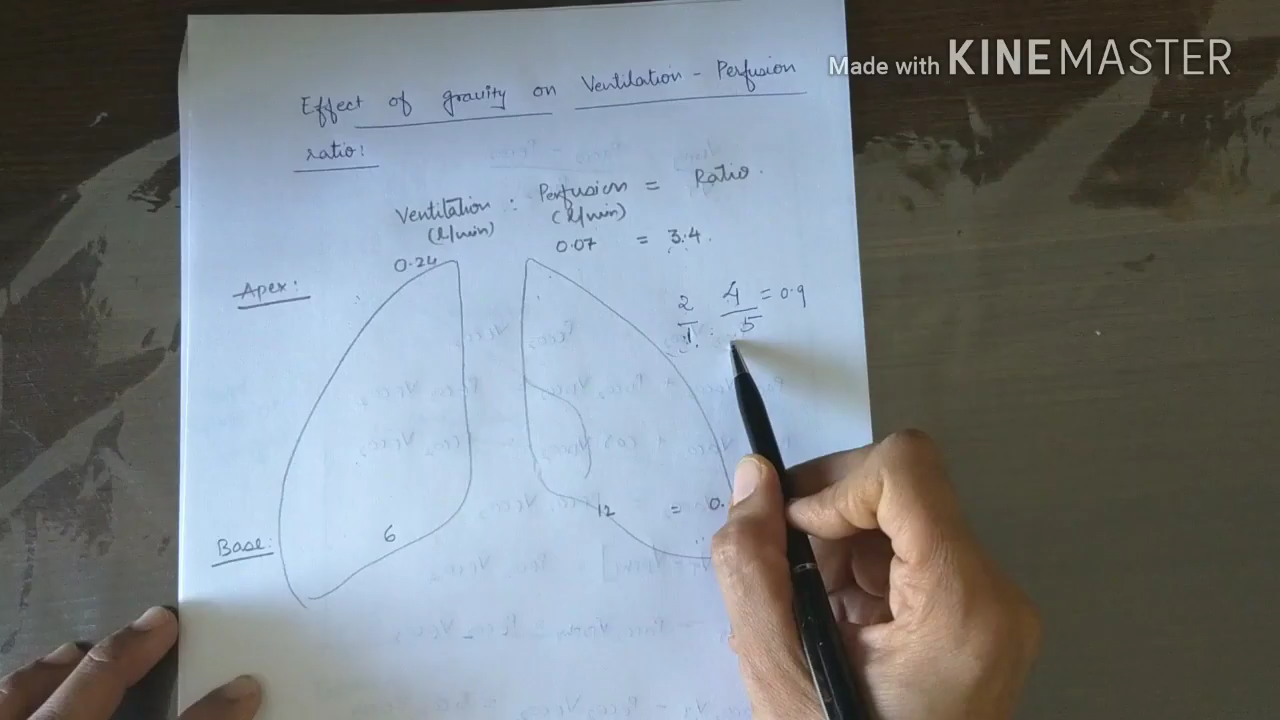 Made with KINEMASTER
Effect of gravity on Ventilation - Perfusion
ratio:
Ventilation : Perfusion = Ratio.
(l/min) (l/min)
0.24 0.07 = 3.4.
Apex:
2/1 : 4/5 = 0.9
12 = 0.
Base: 6